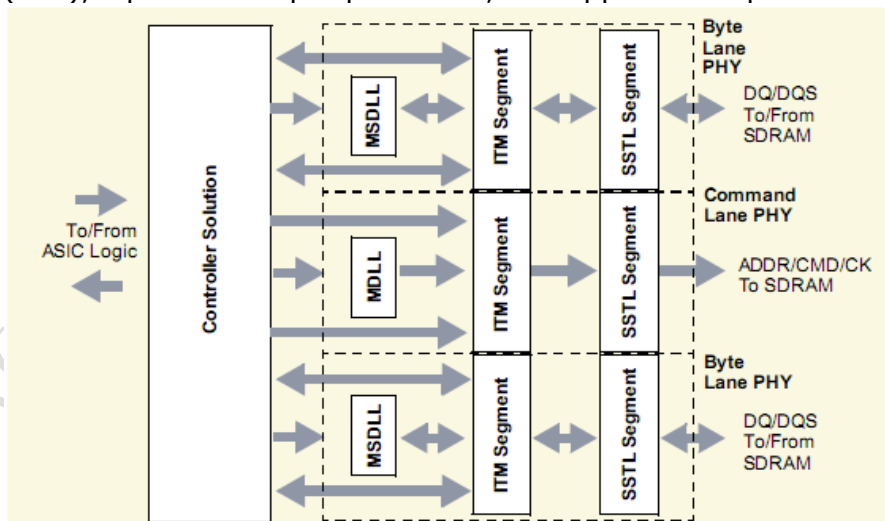 Byte
Lane
PHY
ITM Segment
SSTL Segment
MSDLL
DQ/DQS
To/From
SDRAM
Controller Solution
To/From
ASIC Logic
Command
Lane PHY
MDLL
ITM Segment
SSTL Segment
ADDR/CMD/CK
To SDRAM
Byte
Lane PHY
MSDLL
ITM Segment
SSTL Segment
DQ/DQS
To/From
SDRAM